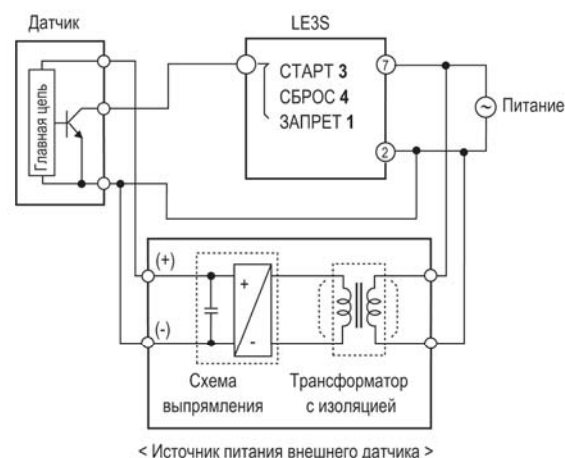 Датчик
LE3S
Главная цепь
СТАРТ 3
СБРОС 4
ЗАПРЕТ 1
7
2
~
Питание
(+)
(-)
+
-
Схема
выпрямления
Трансформатор
с изоляцией
< Источник питания внешнего датчика >